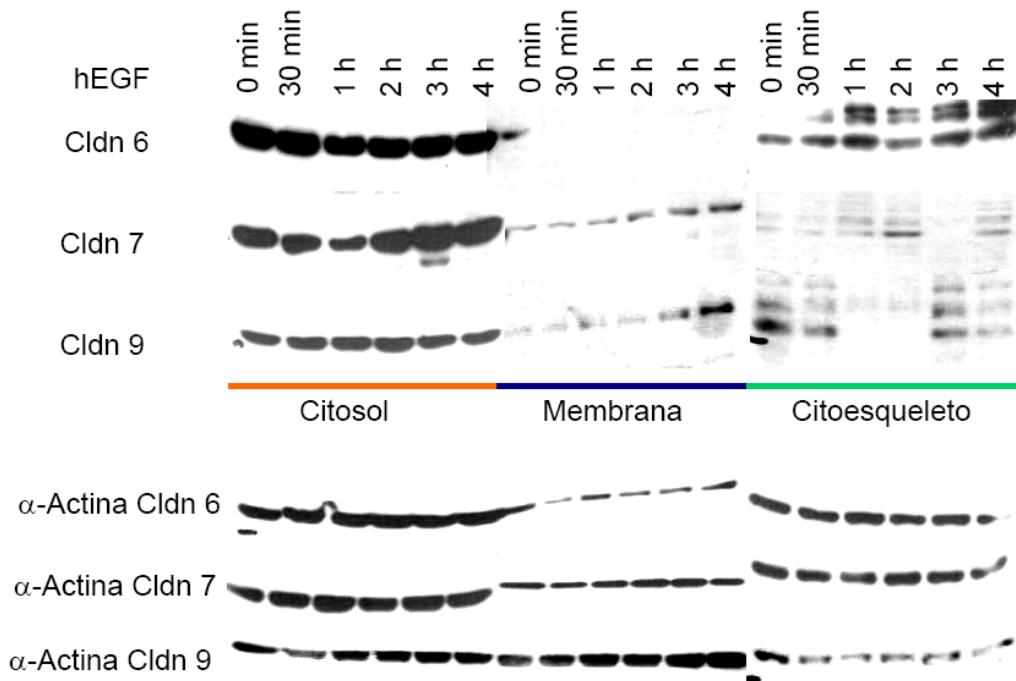 hEGF
0 min 30 min 1 h 2 h 3 h 4 h 0 min 30 min 1 h 2 h 3 h 4 h 0 min 30 min 1 h 2 h 3 h 4 h
Cldn 6
Cldn 7
Cldn 9
Citosol Membrana Citoesqueleto
α-Actina Cldn 6
α-Actina Cldn 7
α-Actina Cldn 9